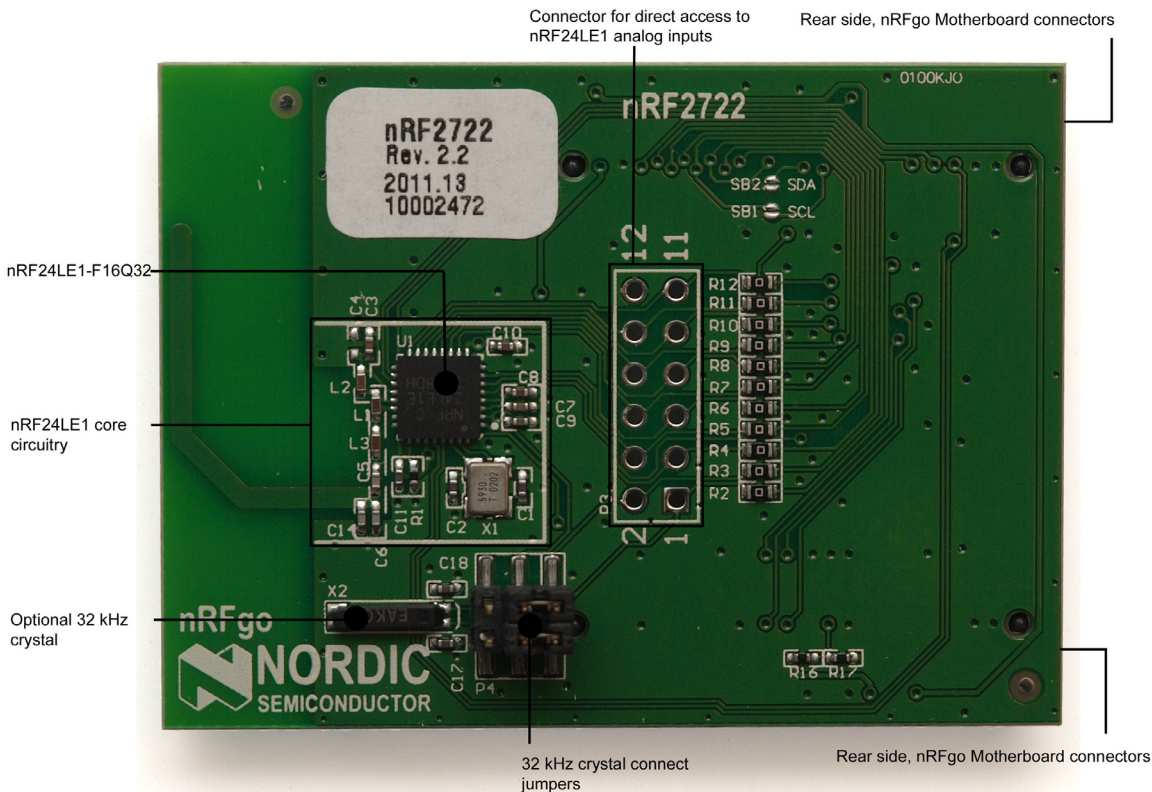 Connector for direct access to
nRF24LE1 analog inputs
Rear side, nRFgo Motherboard connectors
0100KJO
nRF2722
nRF2722
Rev. 2.2
2011.13
10002472
SB2 SDA
SB1 SCL
12 11
nRF24LE1-F16Q32
R12
R11
R10
R9
R8
R7
R6
R5
R4
R3
R2
C4
C3
U1
C10
L2
L1
L3
C8
C7
C9
C5
nRF24LE1 core
circuitry
C11
R1
C2
X1
C1
5930
T 0202
C14
C6
P3
2 1
C18
X2
Optional 32 kHz
crystal
C17
P4
R16 R17
nRFgo
NORDIC
SEMICONDUCTOR
32 kHz crystal connect
jumpers
Rear side, nRFgo Motherboard connectors